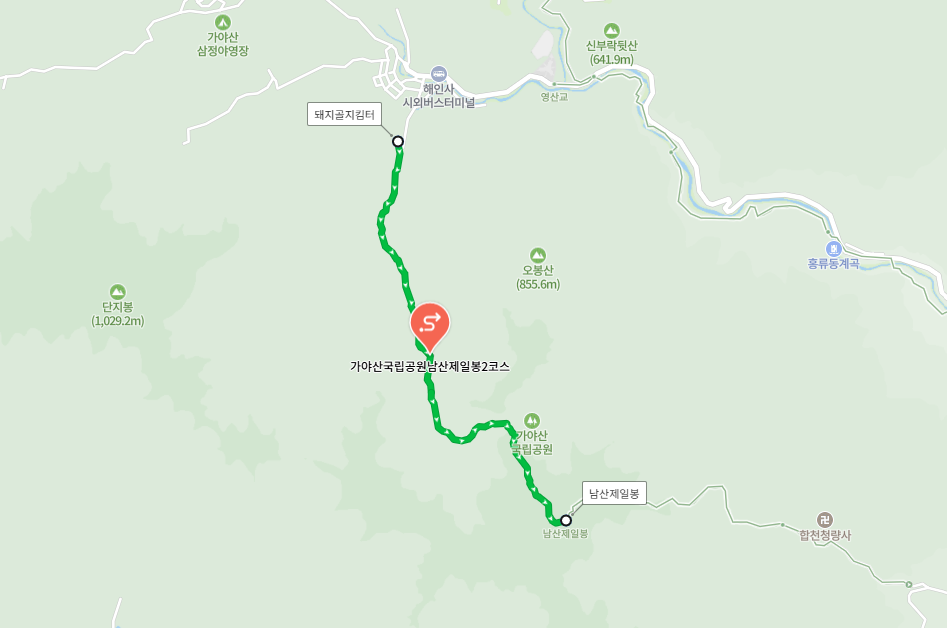 가야산
삼정야영장
신부락뒷산
(641.9m)
해인사
시외버스터미널
영산교
돼지골지킴터
홍류동계곡
오봉산
(855.6m)
단지봉
(1,029.2m)
가야산국립공원남산제일봉2코스
가야산
국립공원
남산제일봉
합천청량사
남산제일봉